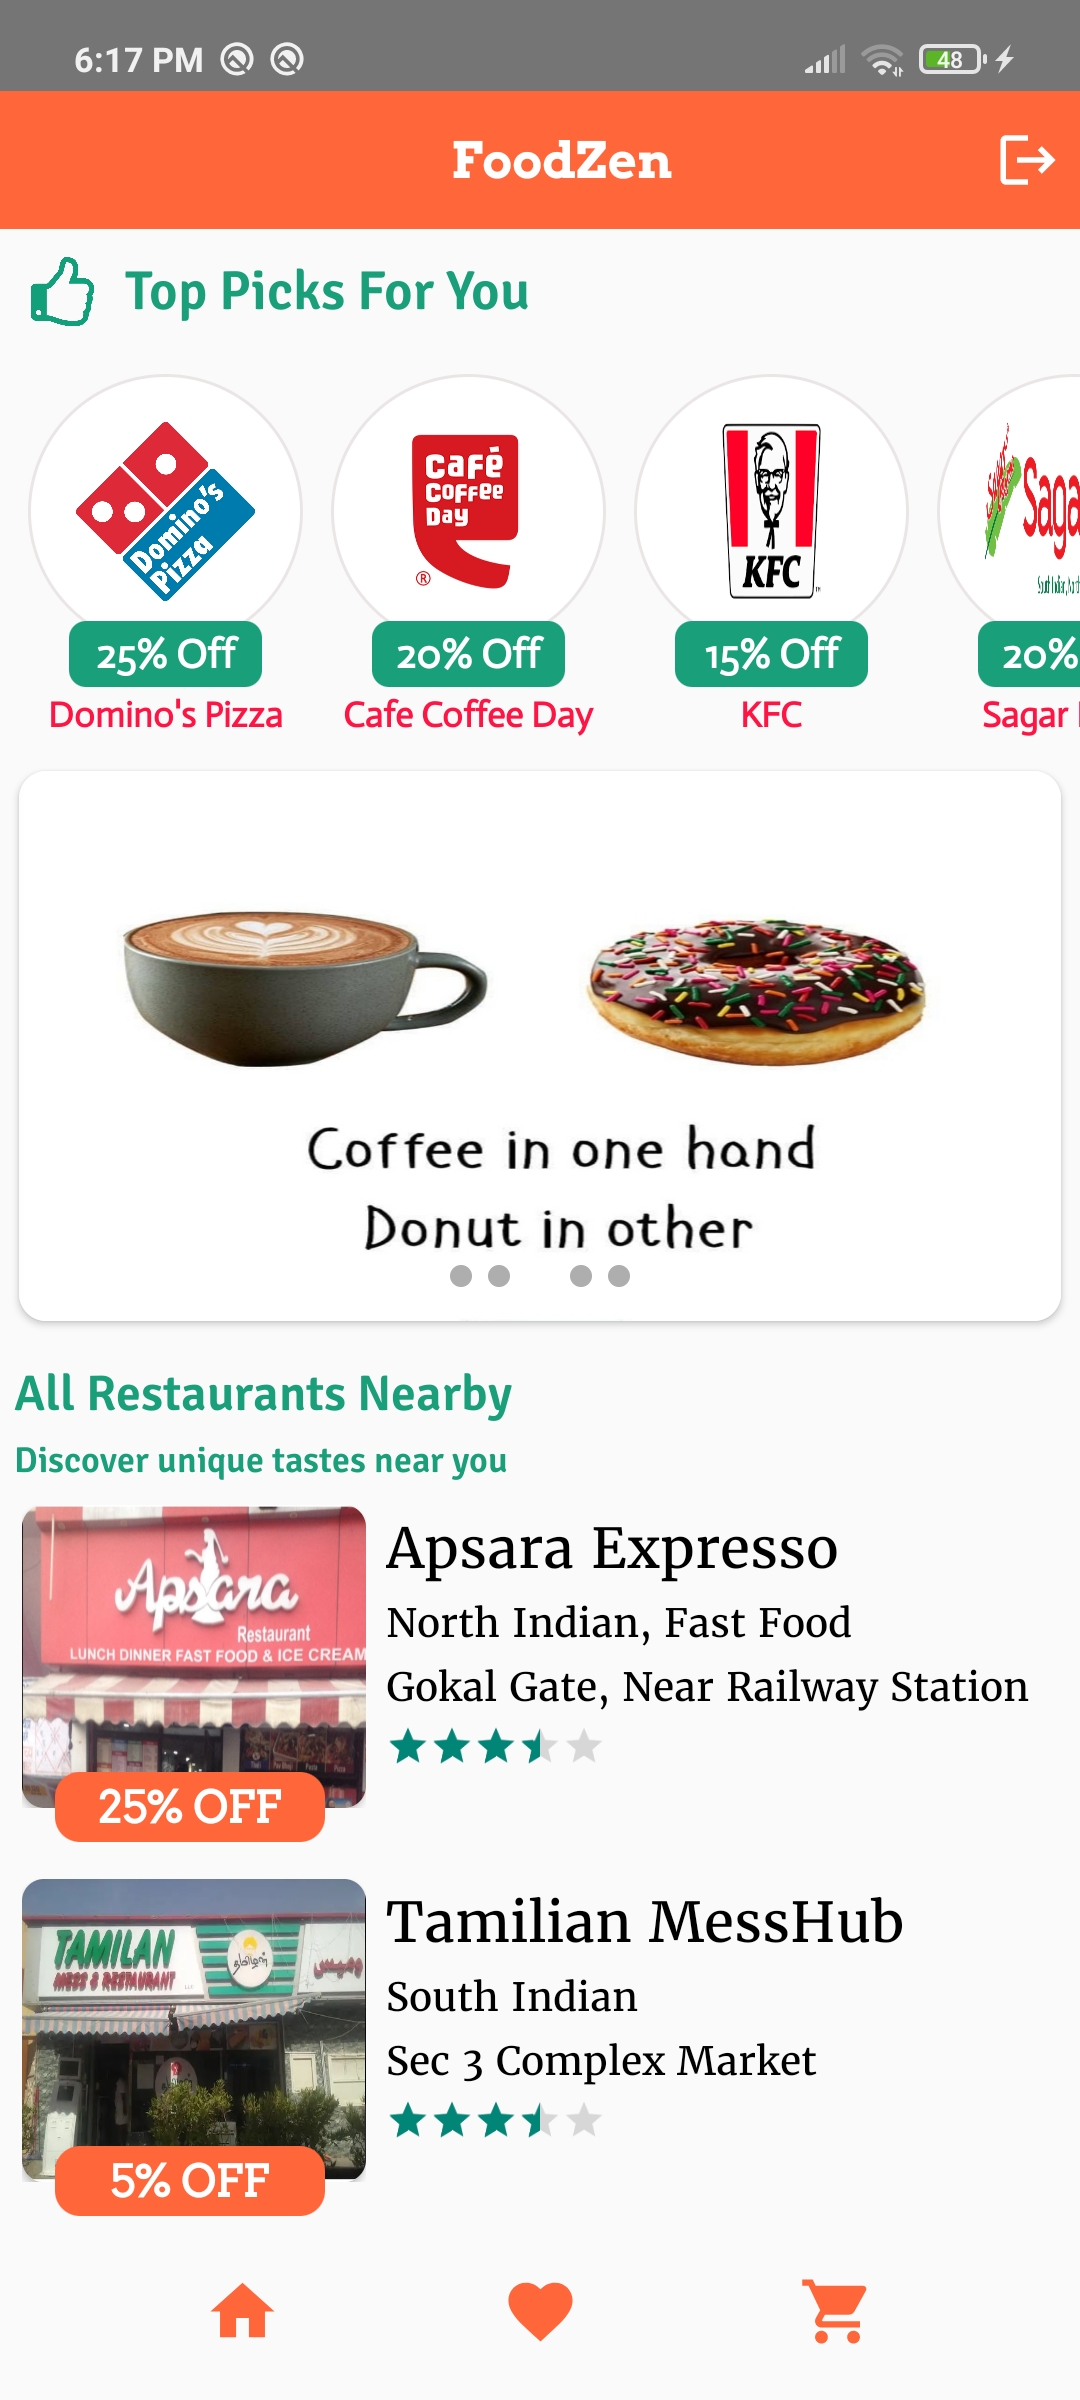 6:17 PM
48
FoodZen
Top Picks For You
Domino's
Pizza
Café
Coffee
Day
®
KFC
Saga
25% Off
20% Off
15% Off
20%
Domino's Pizza
Cafe Coffee Day
KFC
Sagar
Coffee in one hand
Donut in other
All Restaurants Nearby
Discover unique tastes near you
Apsara
Restaurant
LUNCH DINNER FAST FOOD & ICE CREAM
25% OFF
Apsara Expresso
North Indian, Fast Food
Gokal Gate, Near Railway Station
TAMILAN
MESS & RESTAURANT
தமிழன்
5% OFF
Tamilian MessHub
South Indian
Sec 3 Complex Market